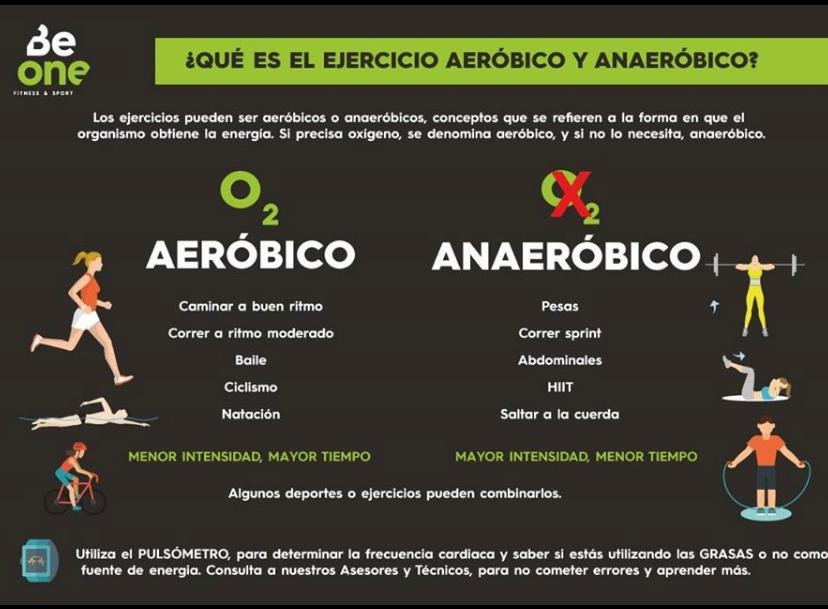 Be
one
FITNESS & SPORT
¿QUÉ ES EL EJERCICIO AERÓBICO Y ANAERÓBICO?
Los ejercicios pueden ser aeróbicos o anaeróbicos, conceptos que se refieren a la forma en que el
organismo obtiene la energía. Si precisa oxígeno, se denomina aeróbico, y si no lo necesita, anaeróbico.
O2
AERÓBICO
Caminar a buen ritmo
Correr a ritmo moderado
Baile
Ciclismo
Natación
MENOR INTENSIDAD, MAYOR TIEMPO
O2
ANAERÓBICO
Pesas
Correr sprint
Abdominales
HIIT
Saltar a la cuerda
MAYOR INTENSIDAD, MENOR TIEMPO
Algunos deportes o ejercicios pueden combinarlos.
Utiliza el PULSÓMETRO, para determinar la frecuencia cardiaca y saber si estás utilizando las GRASAS o no como
fuente de energia. Consulta a nuestros Asesores y Técnicos, para no cometer errores y aprender más.